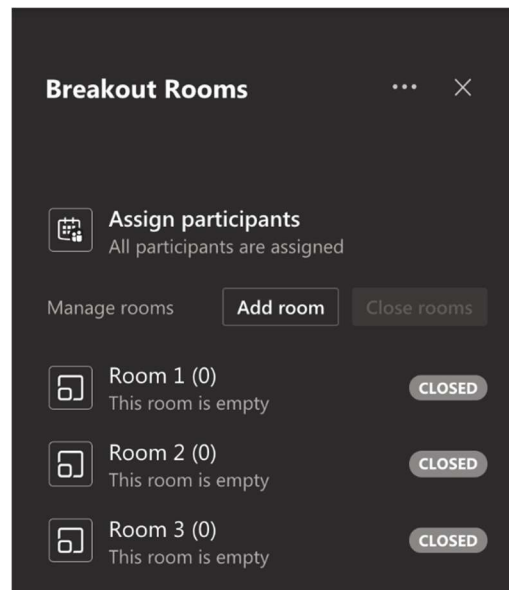 Breakout Rooms
Assign participants
All participants are assigned
Manage rooms Add room Close rooms
Room 1 (0)
This room is empty
CLOSED
Room 2 (0)
This room is empty
CLOSED
Room 3 (0)
This room is empty
CLOSED